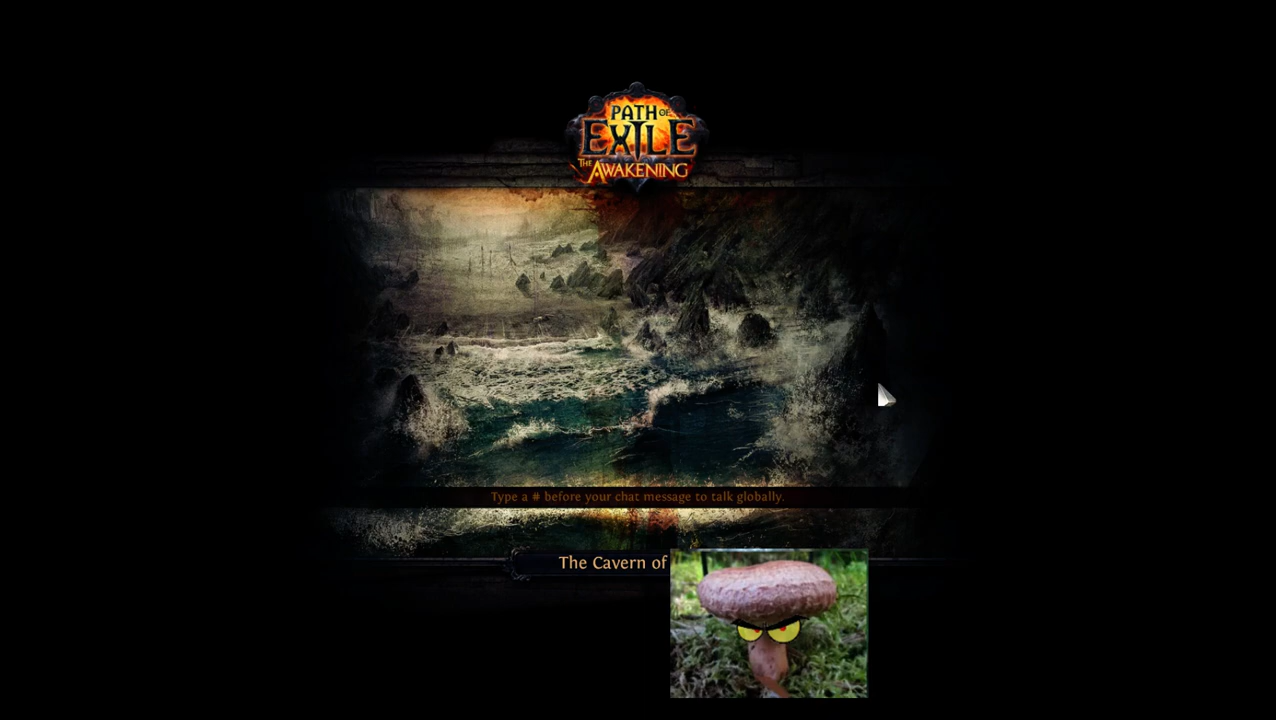 PATH OF
EXILE
THE AWAKENING
Type a # before your chat message to talk globally.
The Cavern of